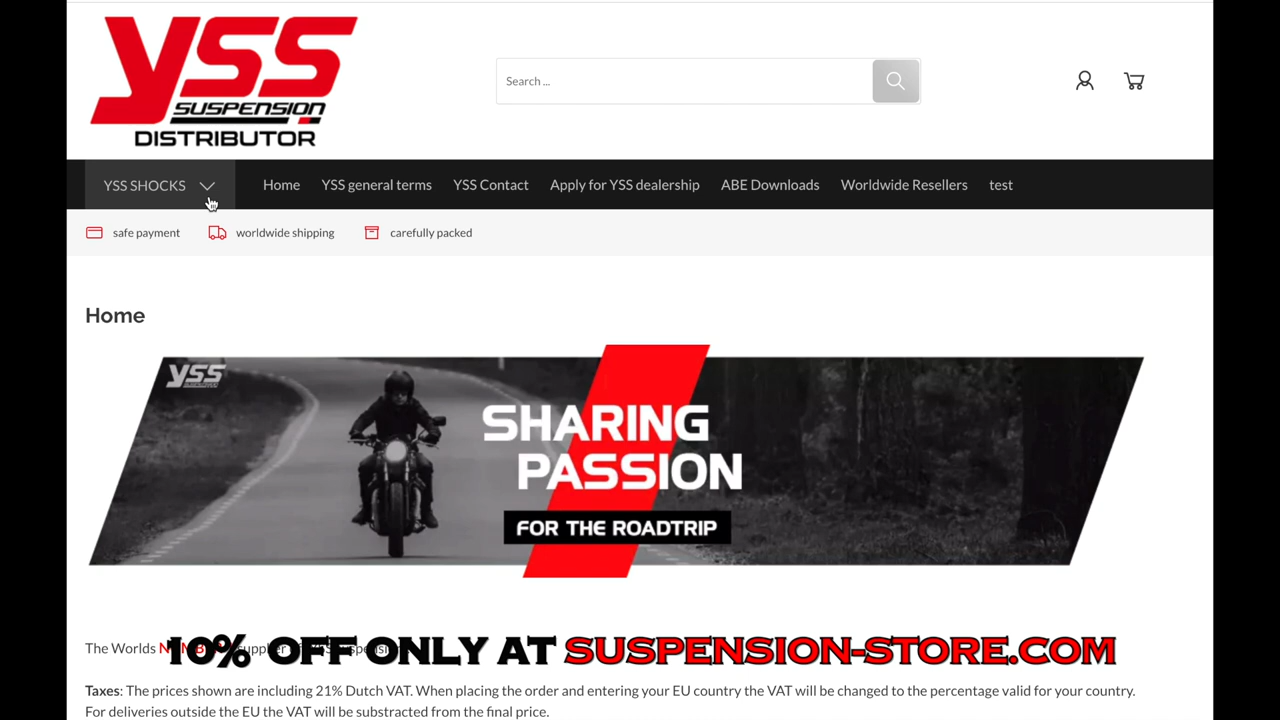 YSS
SUSPENSION
DISTRIBUTOR
Search ...
YSS SHOCKS
Home
YSS general terms
YSS Contact
Apply for YSS dealership
ABE Downloads
Worldwide Resellers
test
safe payment
worldwide shipping
carefully packed
Home
YSS
SHARING
PASSION
FOR THE ROADTRIP
The Worlds
10% OFF ONLY AT SUSPENSION-STORE.COM
Taxes: The prices shown are including 21% Dutch VAT. When placing the order and entering your EU country the VAT will be changed to the percentage valid for your country.
For deliveries outside the EU the VAT will be substracted from the final price.